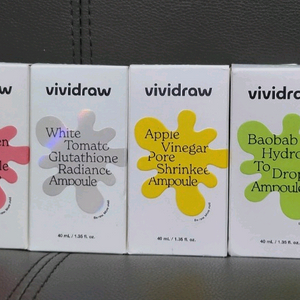 vividraw
White
Tomato
Glutathione
Radiance
Ampoule
40 mL / 1.35 fl. oz.
vividraw
Apple
Vinegar
Pore
Shrinker
Ampoule
40 mL / 1.35 fl. oz.
vividra
Baobab
Hydro
To Drop
Ampoule
40 mL / 1.35 fl. oz.